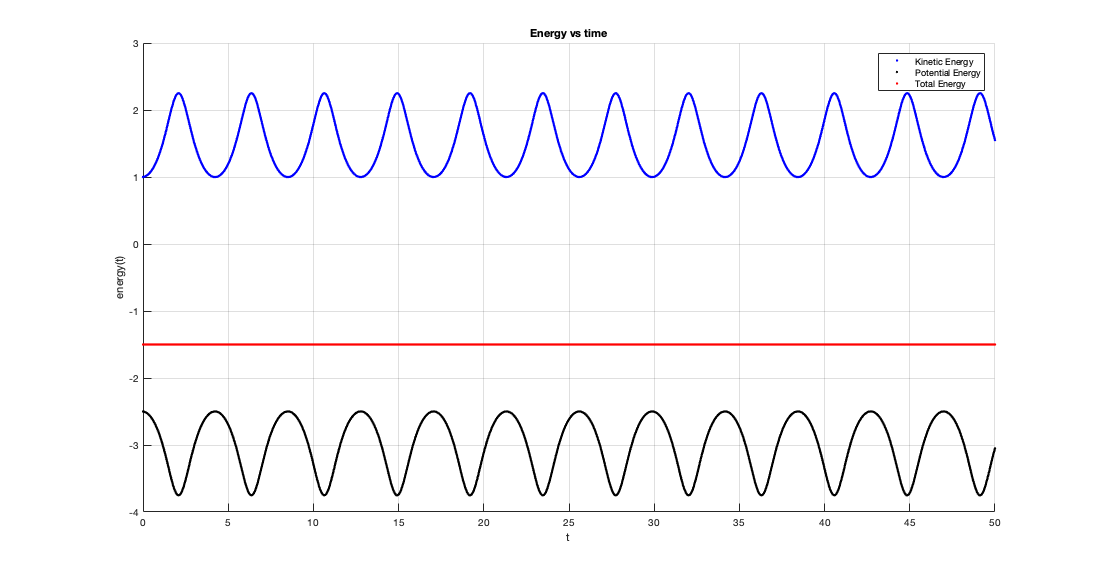 Energy vs time
Kinetic Energy
Potential Energy
Total Energy
3
2
1
0
-1
-2
-3
-4
energy(t)
0 5 10 15 20 25 30 35 40 45 50
t